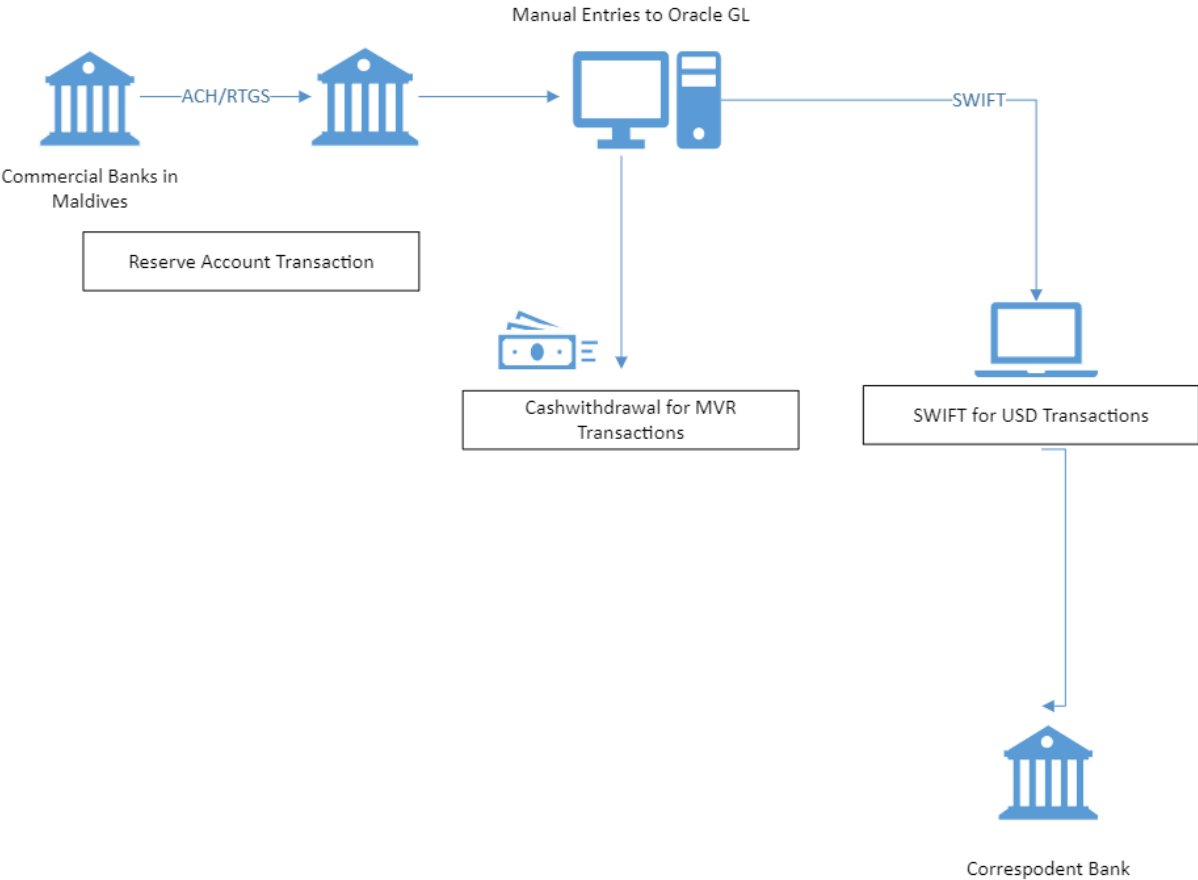 Manual Entries to Oracle GL
ACH/RTGS
SWIFT
Commercial Banks in
Maldives
Reserve Account Transaction
Cashwithdrawal for MVR
Transactions
SWIFT for USD Transactions
Correspodent Bank